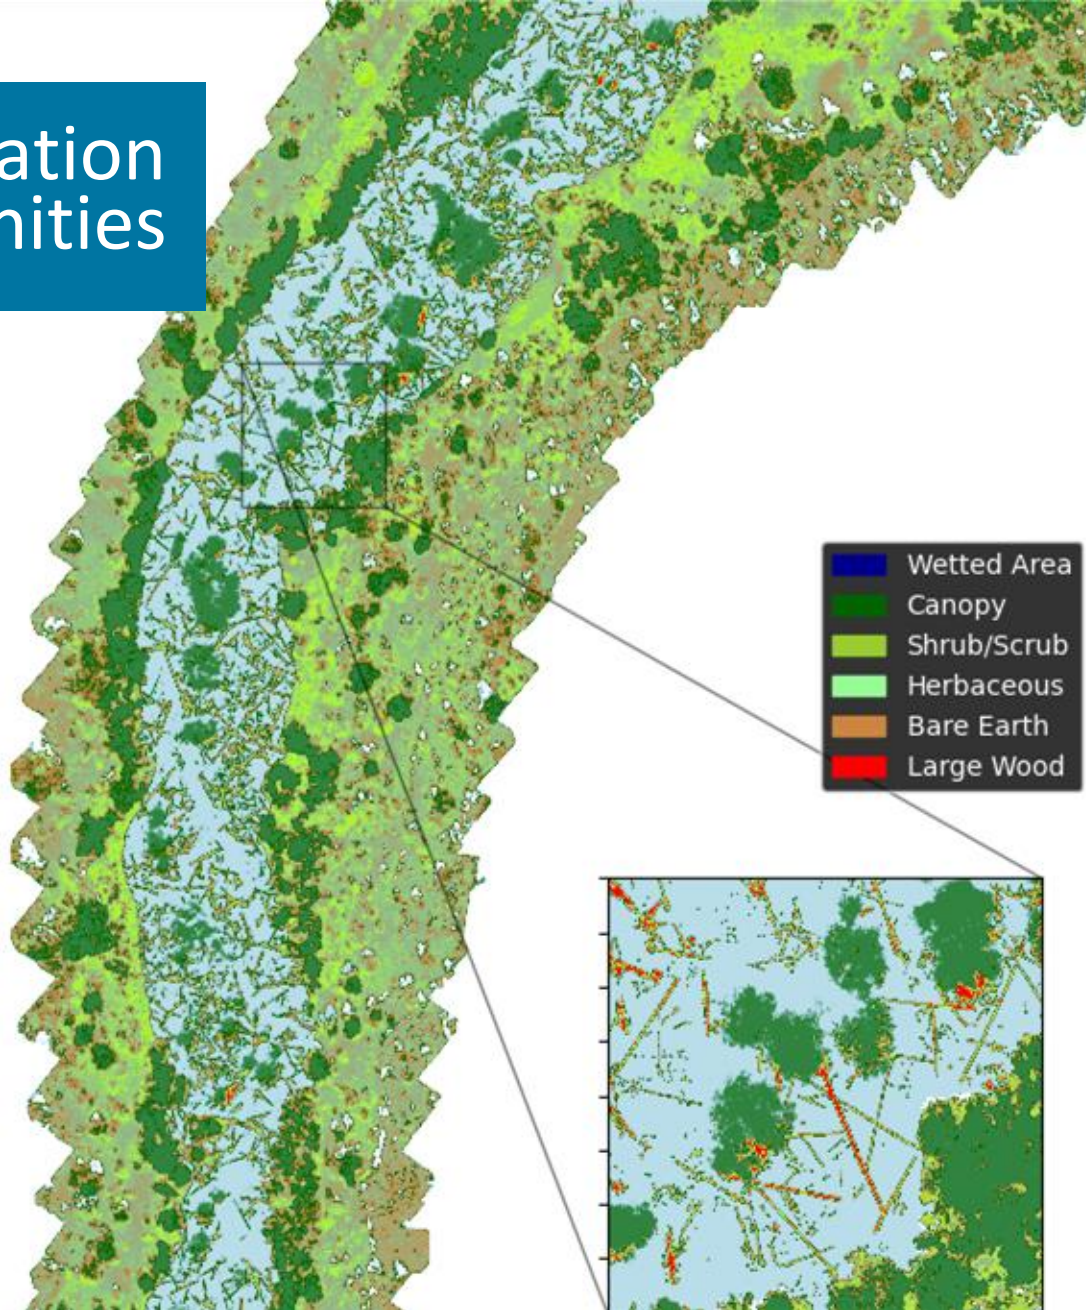 ation
nities
Wetted Area
Canopy
Shrub/Scrub
Herbaceous
Bare Earth
Large Wood